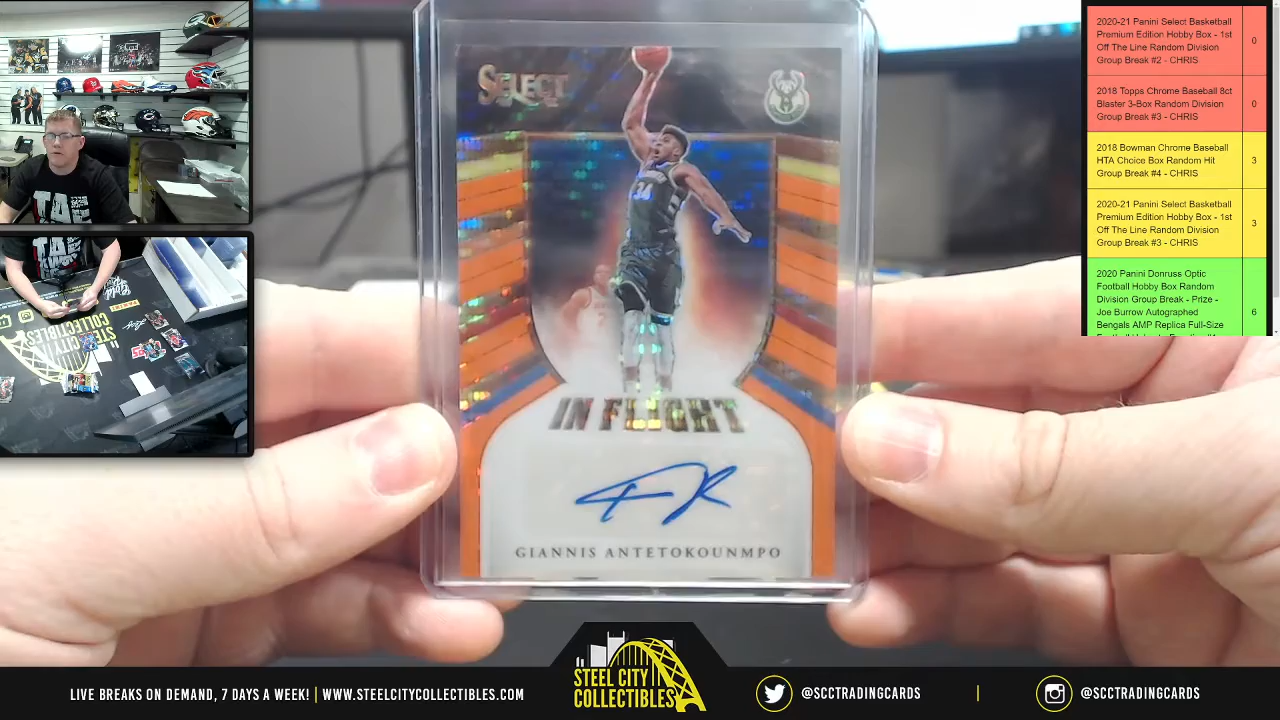 SELECT
34
IN FLIGHT
GIANNIS ANTETOKOUNMPO
2020-21 Panini Select Basketball
Premium Edition Hobby Box - 1st
Off The Line Random Division
Group Break #2 - CHRIS
0
2018 Topps Chrome Baseball 8ct
Blaster 3-Box Random Division
Group Break #3 - CHRIS
0
2018 Bowman Chrome Baseball
HTA Choice Box Random Hit
Group Break #4 - CHRIS
3
2020-21 Panini Select Basketball
Premium Edition Hobby Box - 1st
Off The Line Random Division
Group Break #3 - CHRIS
3
2020 Panini Donruss Optic
Football Hobby Box Random
Division Group Break - Prize -
Joe Burrow Autographed
Bengals AMP Replica Full-Size
6
LIVE BREAKS ON DEMAND, 7 DAYS A WEEK! | WWW.STEELCITYCOLLECTIBLES.COM
STEEL CITY
COLLECTIBLES
@SCCTRADINGCARDS
@SCCTRADINGCARDS